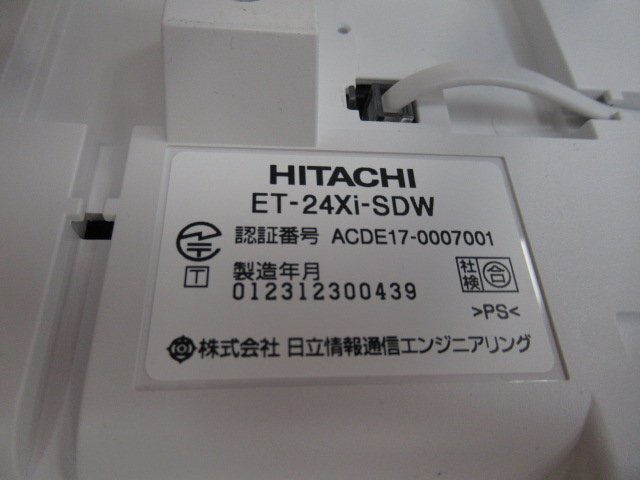 HITACHI
ET-24Xi-SDW
認証番号 ACDE17-0007001
T
製造年月
012312300439
社検 合
>PS<
株式会社 日立情報通信エンジニアリング